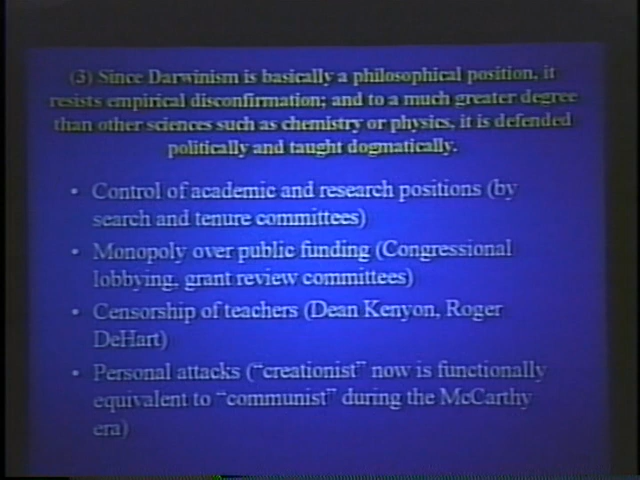 (3) Since Darwinism is basically a philosophical position, it
resists empirical disconfirmation; and to a much greater degree
than other sciences such as chemistry or physics, it is defended
politically and taught dogmatically.
• Control of academic and research positions (by
search and tenure committees)
• Monopoly over public funding (Congressional
lobbying, grant review committees)
• Censorship of teachers (Dean Kenyon, Roger
DeHart)
• Personal attacks (“creationist” now is functionally
equivalent to “communist” during the McCarthy
era)